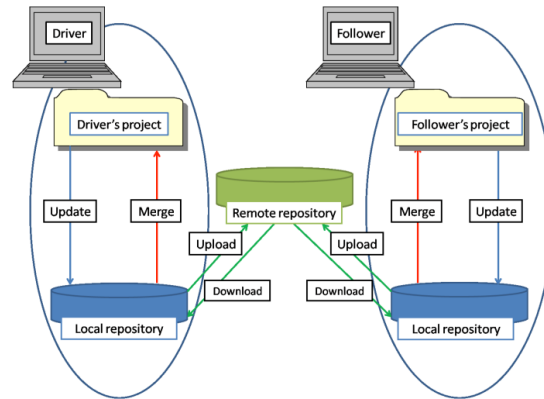 Driver
Follower
Driver's project
Follower's project
Update
Merge
Remote repository
Merge
Update
Upload
Upload
Download
Download
Local repository
Local repository